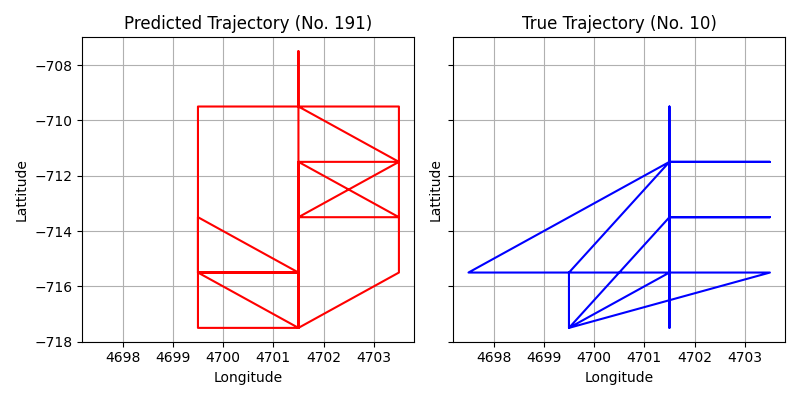 Predicted Trajectory (No. 191)
True Trajectory (No. 10)
−708
−710
−712
−714
−716
−718
Lattitude
Lattitude
4698 4699 4700 4701 4702 4703
4698 4699 4700 4701 4702 4703
Longitude
Longitude